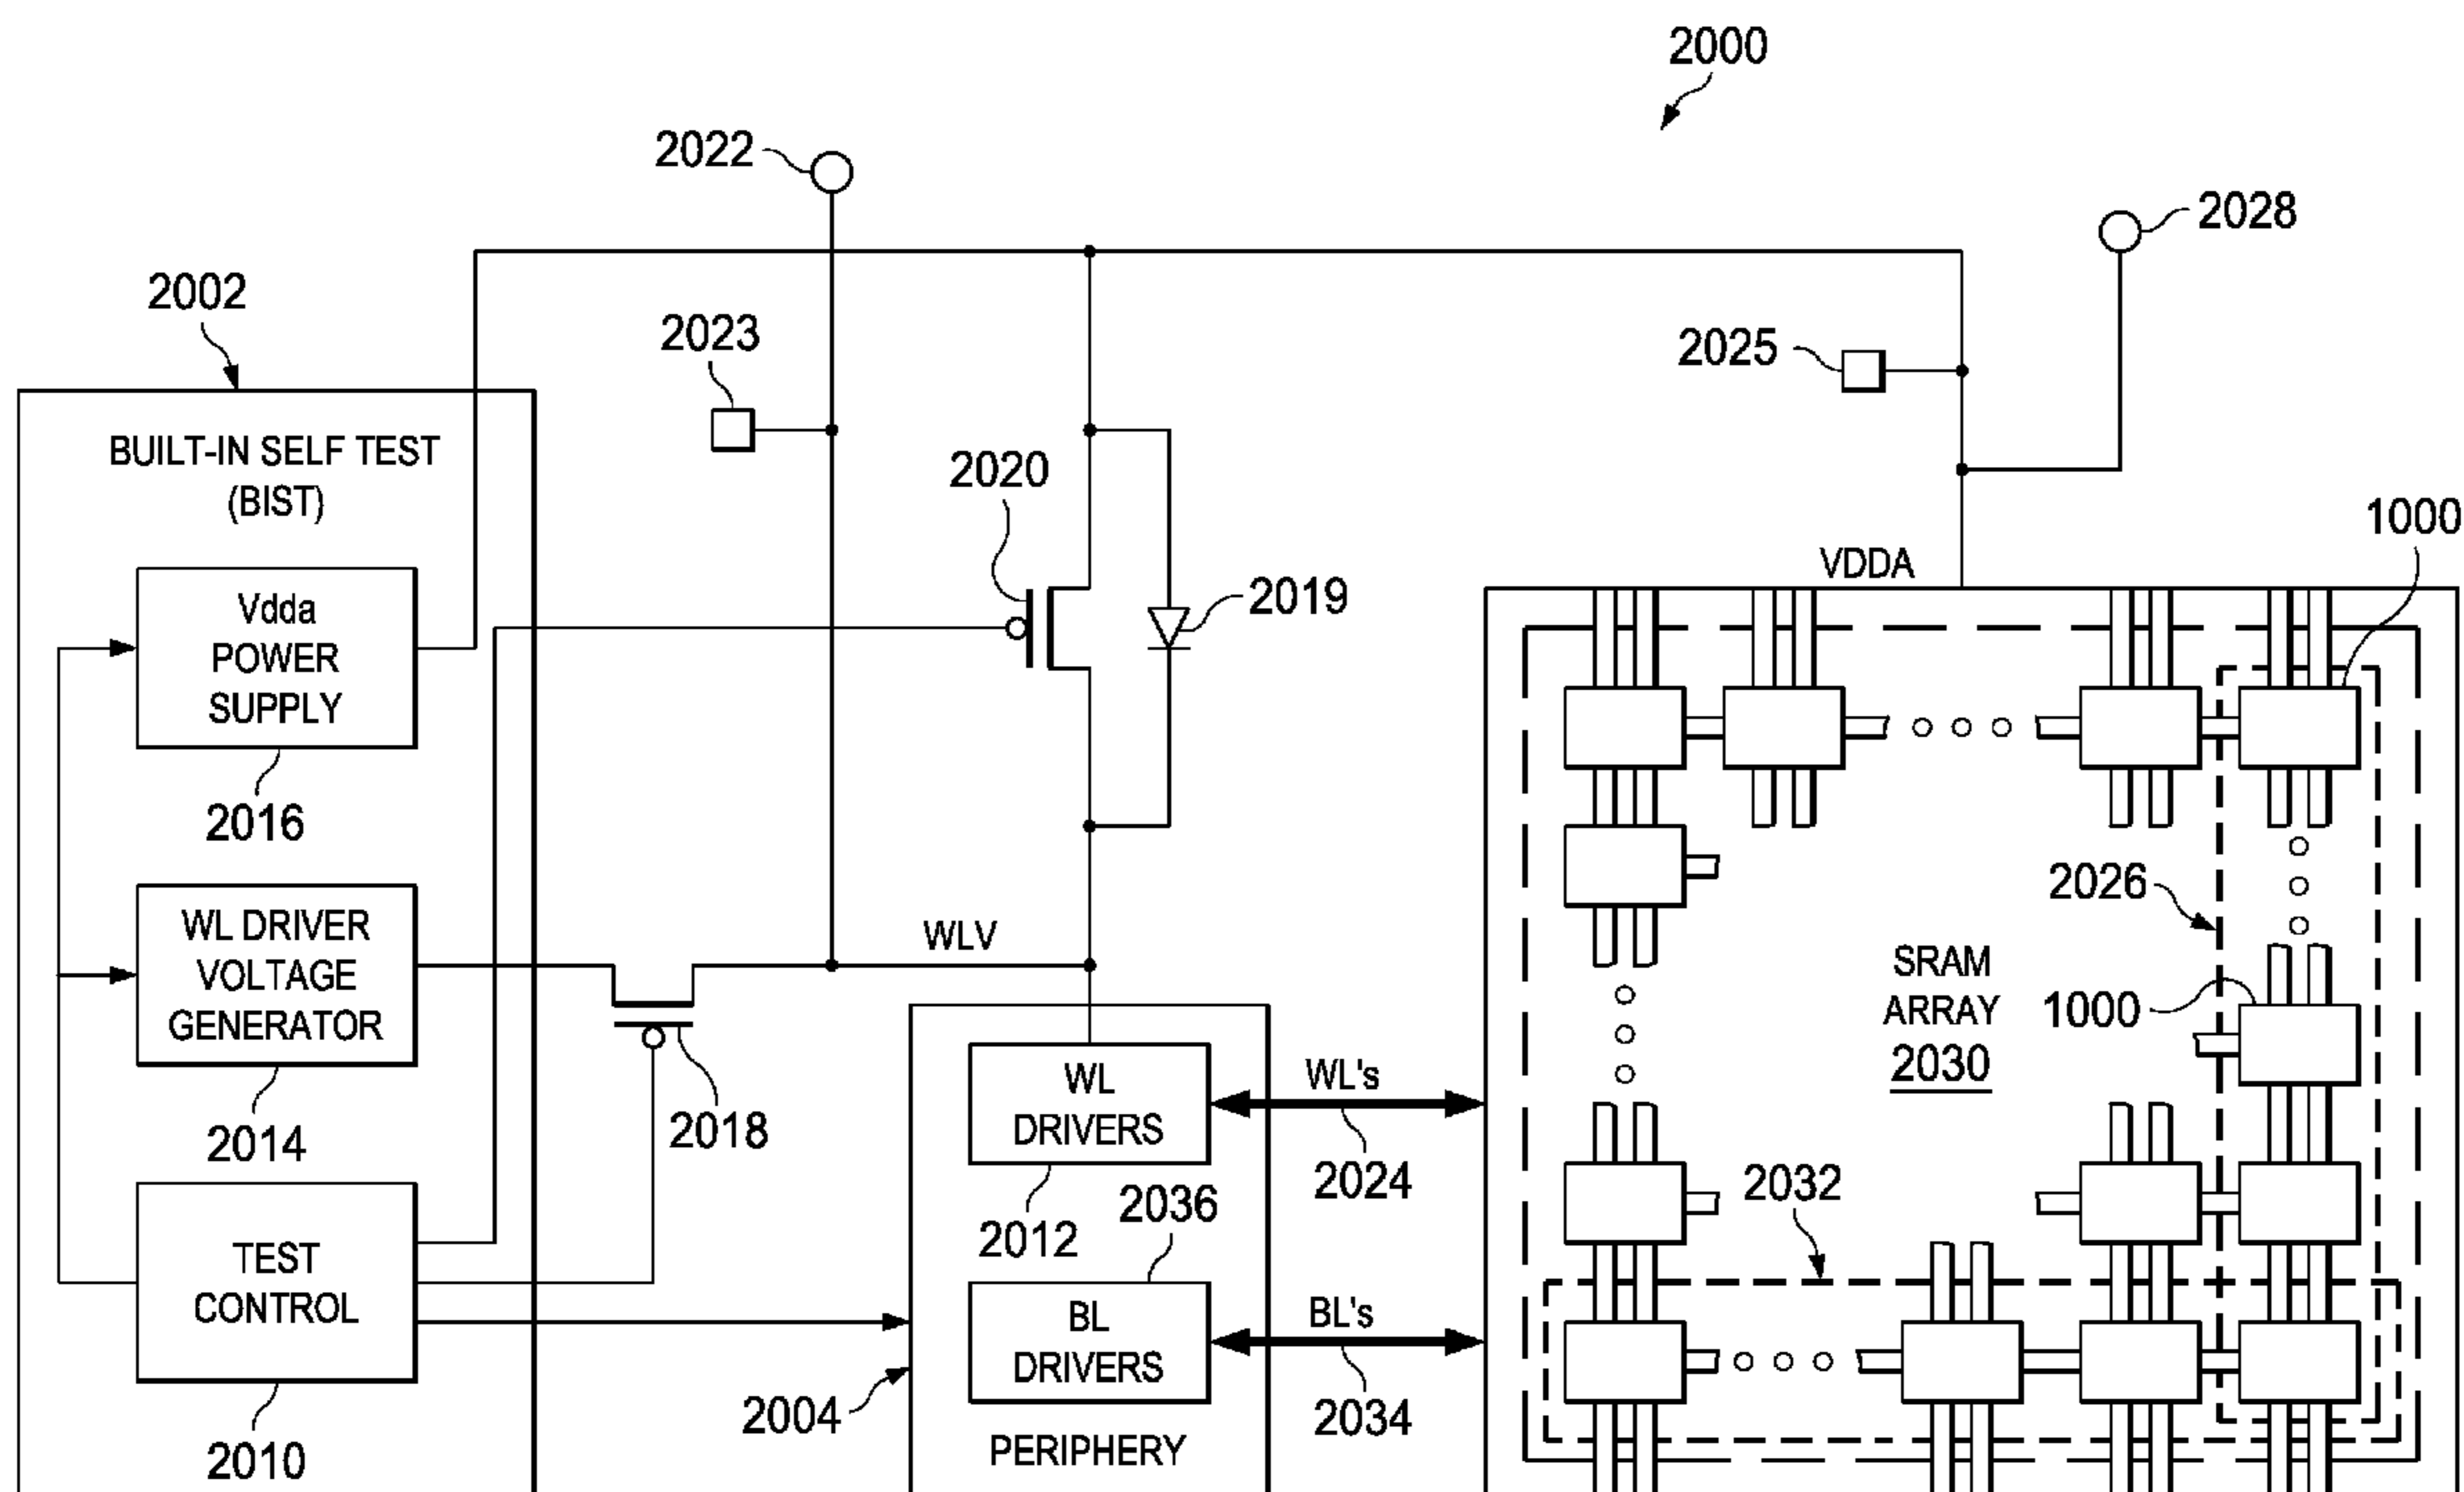 2000
2022
2028
2002
2023
2025
BUILT-IN SELF TEST
(BIST)
2020
1000
VDDA
2019
Vdda
POWER
SUPPLY
2016
2026
WL DRIVER
VOLTAGE
GENERATOR
WLV
SRAM
ARRAY
2030
1000
2014
2018
WL
DRIVERS
WL's
2024
2032
2012
2036
TEST
CONTROL
BL
DRIVERS
BL's
2034
2004
2010
PERIPHERY